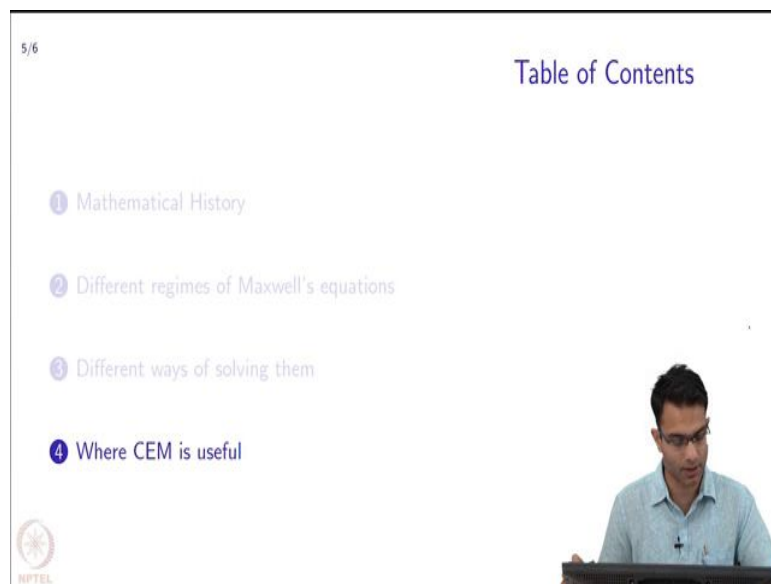 5/6
Table of Contents
1 Mathematical History
2 Different regimes of Maxwell's equations
3 Different ways of solving them
4 Where CEM is useful
NPTEL